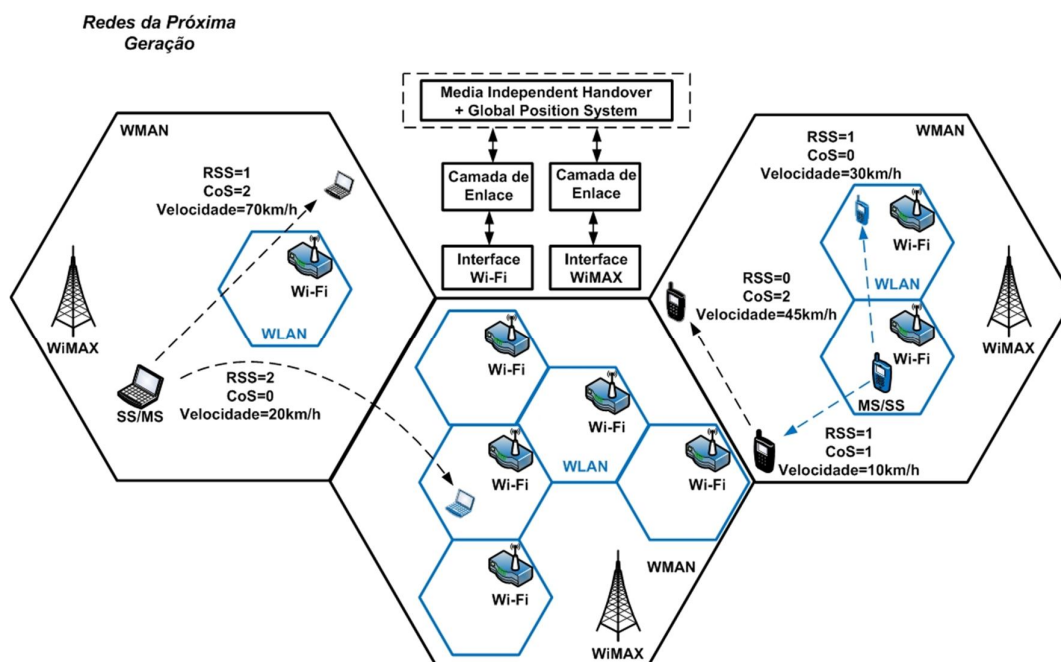 Redes da Próxima
Geração
Media Independent Handover
+ Global Position System
Camada de
Enlace
Camada de
Enlace
Interface
Wi-Fi
Interface
WiMAX
WMAN
RSS=1
CoS=2
Velocidade=70km/h
Wi-Fi
WLAN
WiMAX
SS/MS
RSS=2
CoS=0
Velocidade=20km/h
Wi-Fi
Wi-Fi
Wi-Fi
WLAN
Wi-Fi
Wi-Fi
WMAN
WiMAX
WMAN
RSS=1
CoS=0
Velocidade=30km/h
Wi-Fi
WLAN
RSS=0
CoS=2
Velocidade=45km/h
Wi-Fi
WiMAX
MS/SS
RSS=1
CoS=1
Velocidade=10km/h